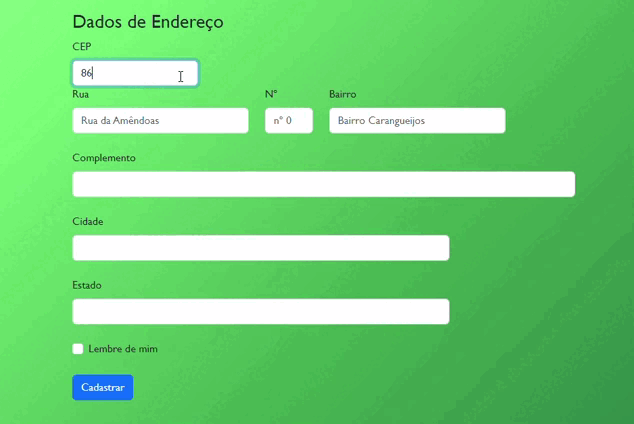 Dados de Endereço
CEP
86
Rua Nº Bairro
Rua da Amêndoas n° 0 Bairro Carangueijos
Complemento
Cidade
Estado
Lembre de mim
Cadastrar